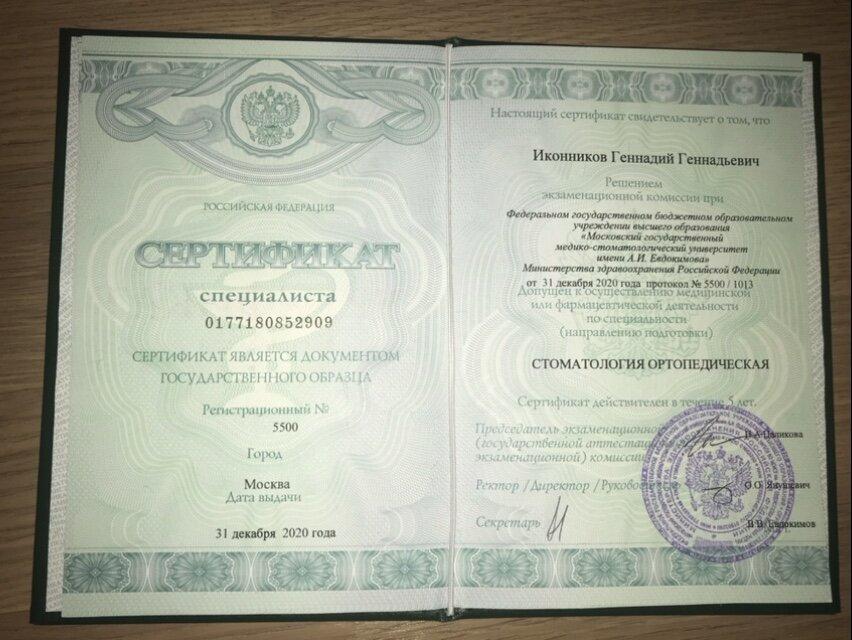 РОССИЙСКАЯ ФЕДЕРАЦИЯ
СЕРТИФИКАТ
специалиста
0177180852909
СЕРТИФИКАТ ЯВЛЯЕТСЯ ДОКУМЕНТОМ
ГОСУДАРСТВЕННОГО ОБРАЗЦА
Регистрационный №
5500
Город
Москва
Дата выдачи
31 декабря 2020 года
Настоящий сертификат свидетельствует о том, что
Иконников Геннадий Геннадьевич
Решением
экзаменационной комиссии при
Федеральном государственном бюджетном образовательном
учреждении высшего образования
«Московский государственный
медико-стоматологический университет
имени А.И. Евдокимова»
Министерства здравоохранения Российской Федерации
от 31 декабря 2020 года протокол № 5500 / 1013
Допущен к осуществлению медицинской
или фармацевтической деятельности
по специальности
(направлению подготовки)
СТОМАТОЛОГИЯ ОРТОПЕДИЧЕСКАЯ
Сертификат действителен в течение 5 лет.
Председатель экзаменационной
(государственной
экзаменационной) комиссии
Ректор /Директор /Руководитель О.О. Янушевич
Секретарь В.В. Евдокимов